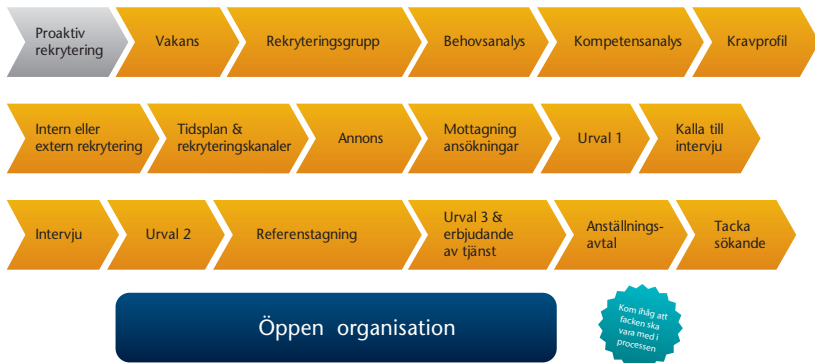 Proaktiv
rekrytering
Vakans
Rekryteringsgrupp
Behovsanalys
Kompetensanalys
Kravprofil
Intern eller
extern rekrytering
Tidsplan &
rekryteringskanaler
Annons
Mottagning
ansökningar
Urval 1
Kalla till
intervju
Intervju
Urval 2
Referenstagning
Urval 3 &
erbjudande
av tjänst
Anställnings-
avtal
Tacka
sökande
Öppen organisation
Kom ihåg att
facken ska
vara med i
processen